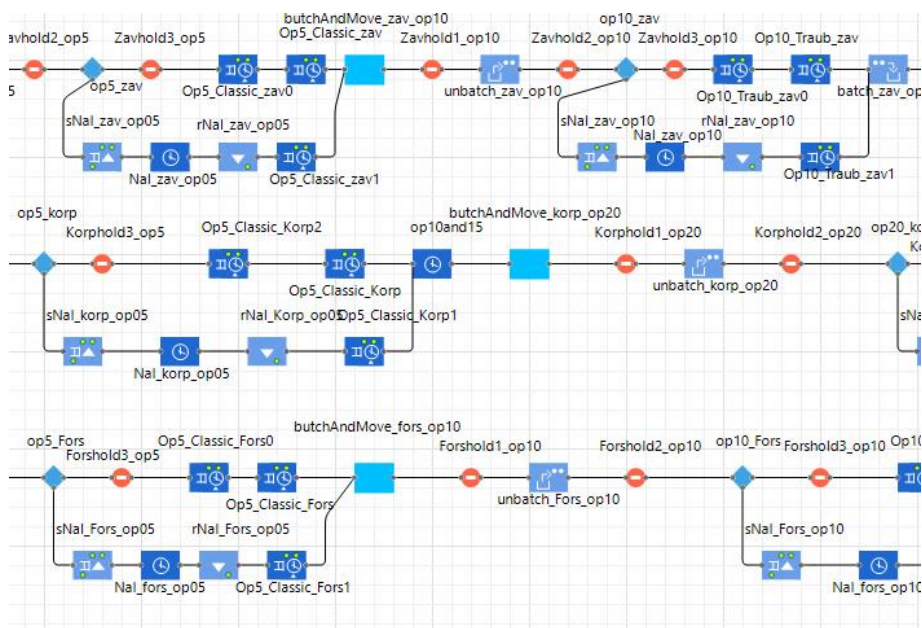 butchAndMove_zav_op10
op10_zav
avhold2_op5
Zavhold3_op5
Op5_Classic_zav
Zavhold1_op10
Zavhold2_op10
Zavhold3_op10
Op10_Traub_zav
op5_zav
Op5_Classic_zav0
unbatch_zav_op10
Op10_Traub_zav0
batch_zav_op
sNal_zav_op05
rNal_zav_op05
sNal_zav_op10
Nal_zav_op10
rNal_zav_op10
Nal_zav_op05
Op5_Classic_zav1
Op10_Traub_zav1
op5_korp
Korphold3_op5
Op5_Classic_Korp2
op10and15
butchAndMove_korp_op20
Korphold1_op20
Korphold2_op20
op20_ko
Ko
Op5_Classic_Korp
unbatch_korp_op20
sNal_korp_op05
rNal_Korp_op05
Op5_Classic_Korp1
sNa
Nal_korp_op05
butchAndMove_fors_op10
op5_Fors
Forshold3_op5
Op5_Classic_Fors0
Forshold1_op10
Forshold2_op10
op10_Fors
Forshold3_op10
Op10
Op5_Classic_Fors
unbatch_Fors_op10
sNal_Fors_op05
rNal_Fors_op05
sNal_Fors_op10
Nal_fors_op05
Op5_Classic_Fors1
Nal_fors_op10